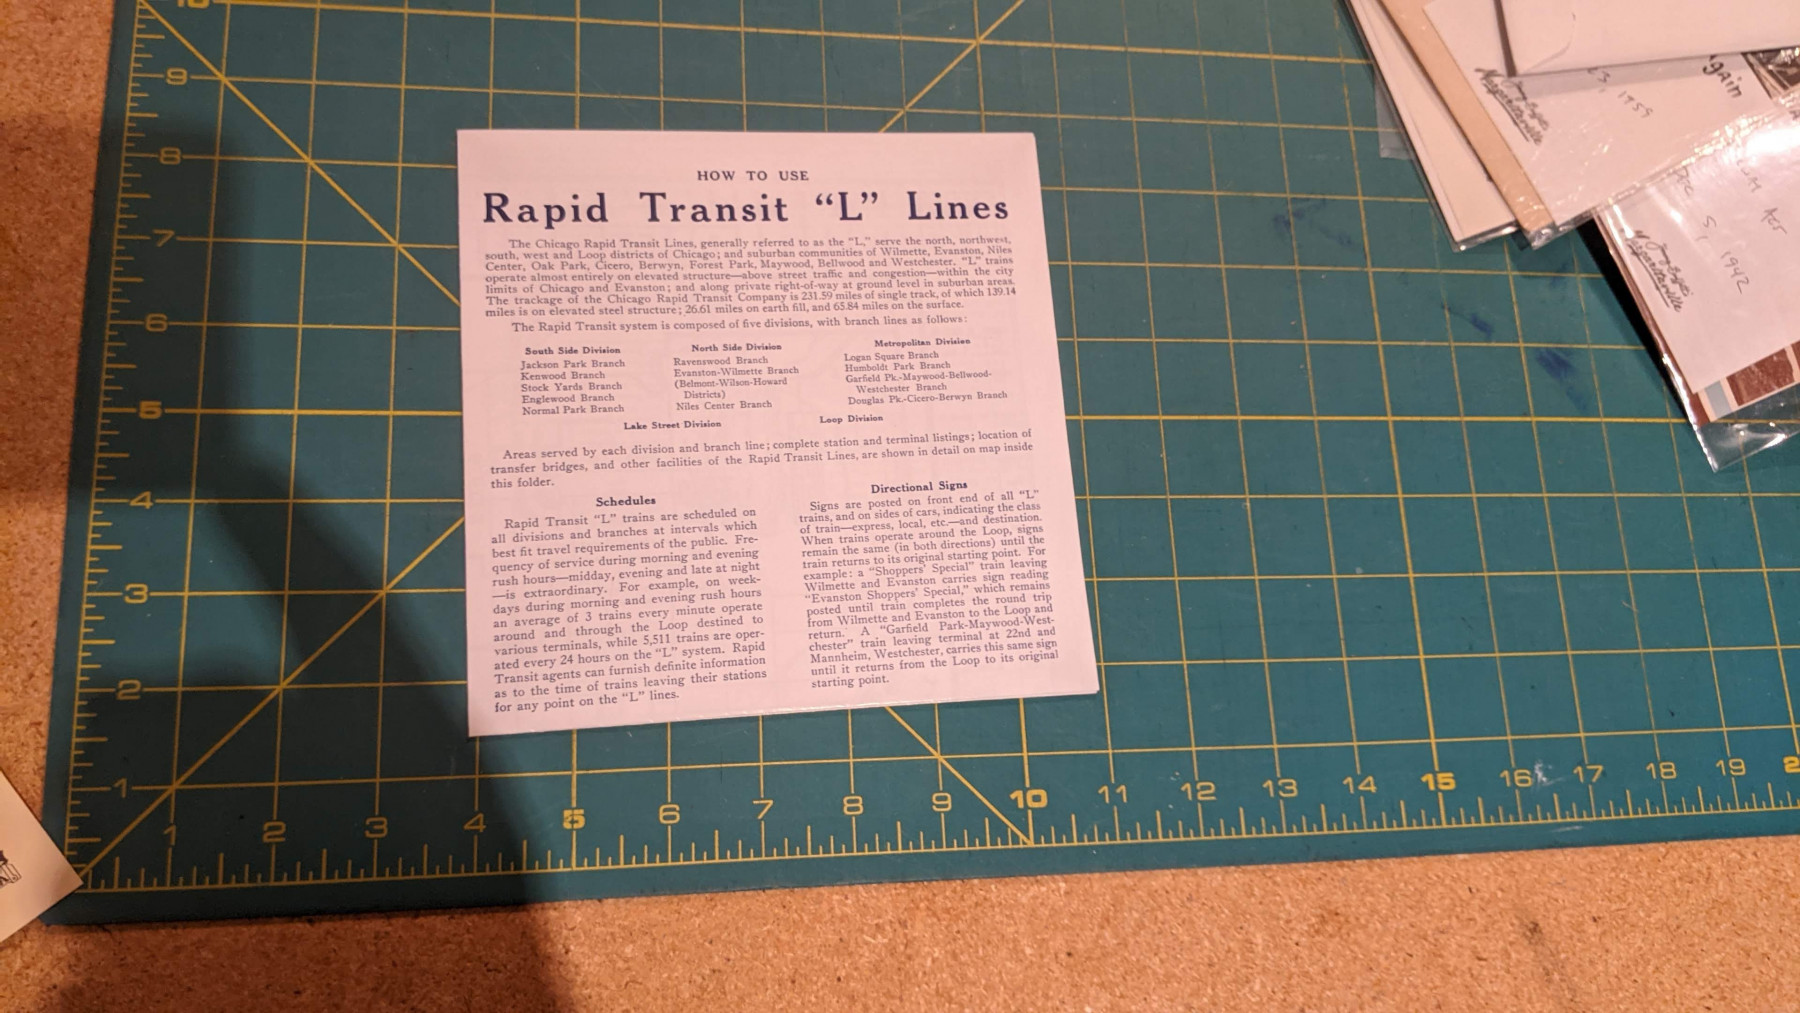 HOW TO USE
Rapid Transit “L” Lines
The Chicago Rapid Transit Lines, generally referred to as the “L,” serve the north, northwest,
south, west and Loop districts of Chicago; and suburban communities of Wilmette, Evanston, Niles
Center, Oak Park, Cicero, Berwyn, Forest Park, Maywood, Bellwood and Westchester. “L” trains
operate almost entirely on elevated structure—above street traffic and congestion—within the city
limits of Chicago and Evanston; and along private right-of-way at ground level in suburban areas.
The trackage of the Chicago Rapid Transit Company is 231.59 miles of single track, of which 139.14
miles is on elevated steel structure; 26.61 miles on earth fill, and 65.84 miles on the surface.
The Rapid Transit system is composed of five divisions, with branch lines as follows:
South Side Division
Jackson Park Branch
Kenwood Branch
Stock Yards Branch
Englewood Branch
Normal Park Branch
North Side Division
Ravenswood Branch
Evanston-Wilmette Branch
(Belmont-Wilson-Howard
Districts)
Niles Center Branch
Metropolitan Division
Logan Square Branch
Humboldt Park Branch
Garfield Pk.-Maywood-Bellwood-
Westchester Branch
Douglas Pk.-Cicero-Berwyn Branch
Lake Street Division
Loop Division
Areas served by each division and branch line; complete station and terminal listings; location of
transfer bridges, and other facilities of the Rapid Transit Lines, are shown in detail on map inside
this folder.
Schedules
Rapid Transit “L” trains are scheduled on
all divisions and branches at intervals which
best fit travel requirements of the public. Fre-
quency of service during morning and evening
rush hours—midday, evening and late at night
—is extraordinary. For example, on week-
days during morning and evening rush hours
an average of 3 trains every minute operate
around and through the Loop destined to
various terminals, while 5,511 trains are oper-
ated every 24 hours on the “L” system. Rapid
Transit agents can furnish definite information
as to the time of trains leaving their stations
for any point on the “L” lines.
Directional Signs
Signs are posted on front end of all “L”
trains, and on sides of cars, indicating the class
of train—express, local, etc.—and destination.
When trains operate around the Loop, signs
remain the same (in both directions) until the
train returns to its original starting point. For
example: a “Shoppers' Special” train leaving
Wilmette and Evanston carries sign reading
“Evanston Shoppers' Special,” which remains
posted until train completes the round trip
from Wilmette and Evanston to the Loop and
return. A “Garfield Park-Maywood-West-
chester” train leaving terminal at 22nd and
Mannheim, Westchester, carries this same sign
until it returns from the Loop to its original
starting point.
10
9
8
7
6
5
4
3
2
1
1 2 3 4 5 6 7 8 9 10 11 12 13 14 15 16 17 18 19
gain
1959
Margaritaville
5, 1942
Margaritaville